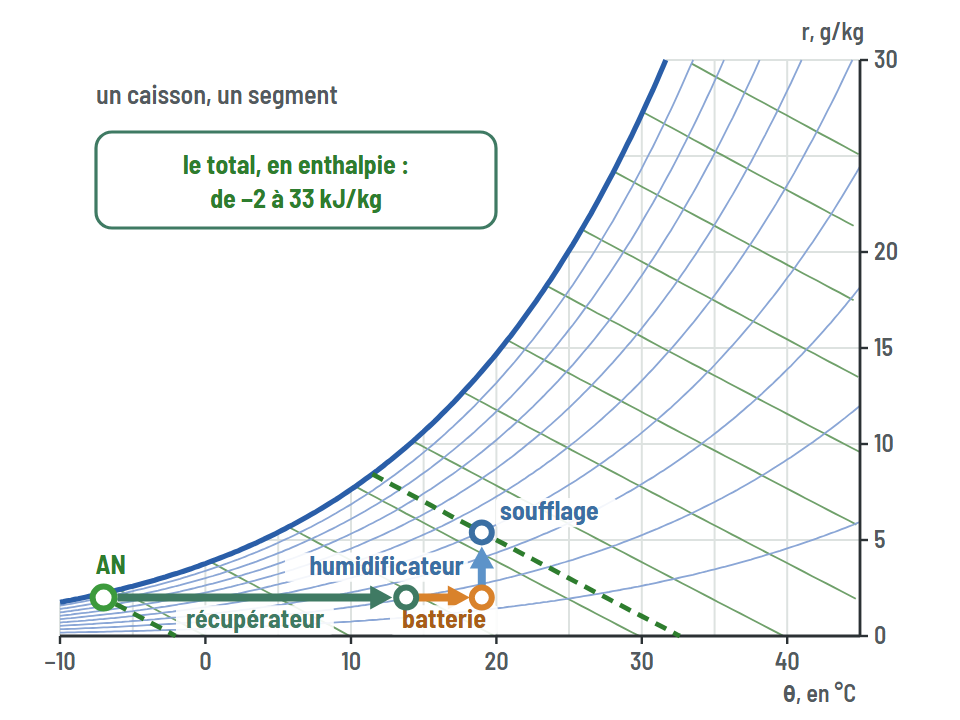 r, g/kg
30
un caisson, un segment
le total, en enthalpie :
de –2 à 33 kJ/kg
20
15
10
soufflage
5
AN
humidificateur
récupérateur
batterie
0
–10
0
10
20
30
40
θ, en °C